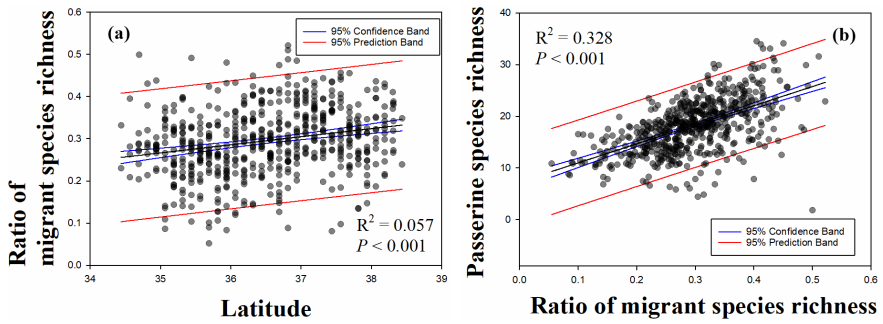 0.6
0.5
0.4
0.3
0.2
0.1
0.0
Ratio of
migrant species richness
(a)
95% Confidence Band
95% Prediction Band
R² = 0.057
P < 0.001
34 35 36 37 38 39
Latitude
40
30
20
10
0
Passerine species richness
R² = 0.328
P < 0.001
(b)
95% Confidence Band
95% Prediction Band
0.0 0.1 0.2 0.3 0.4 0.5 0.6
Ratio of migrant species richness